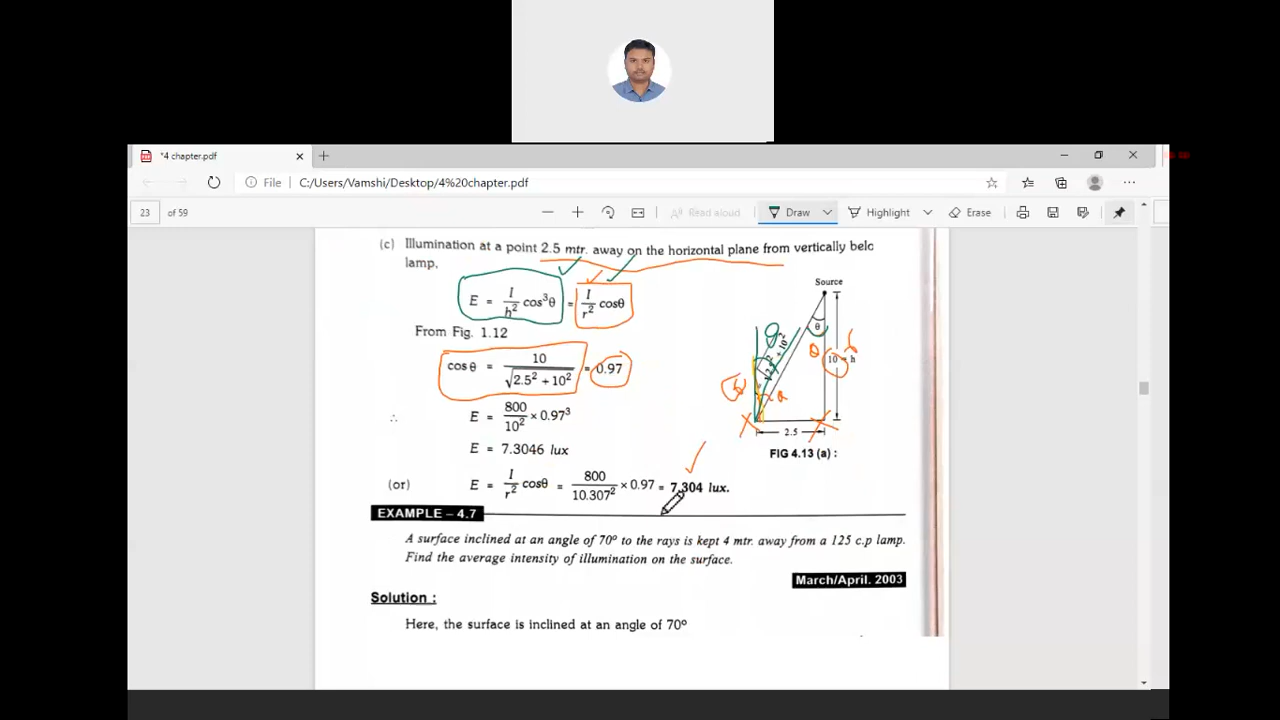 *4 chapter.pdf
File C:/Users/Vamshi/Desktop/4%20chapter.pdf
23 of 59
Read aloud Draw Highlight Erase
(c) Illumination at a point 2.5 mtr. away on the horizontal plane from vertically belo
lamp,
E = I/h² cos³θ = I/r² cosθ
From Fig. 1.12
cosθ = 10/√(2.5² + 10²) = 0.97
∴ E = 800/10² × 0.97³
E = 7.3046 lux
(or) E = I/r² cosθ = 800/10.307² × 0.97 = 7.304 lux.
Source
θ
θ
10 = h
√2.5² + 10²
2.5
FIG 4.13 (a) :
EXAMPLE – 4.7
A surface inclined at an angle of 70º to the rays is kept 4 mtr. away from a 125 c.p lamp.
Find the average intensity of illumination on the surface.
March/April. 2003
Solution :
Here, the surface is inclined at an angle of 70º